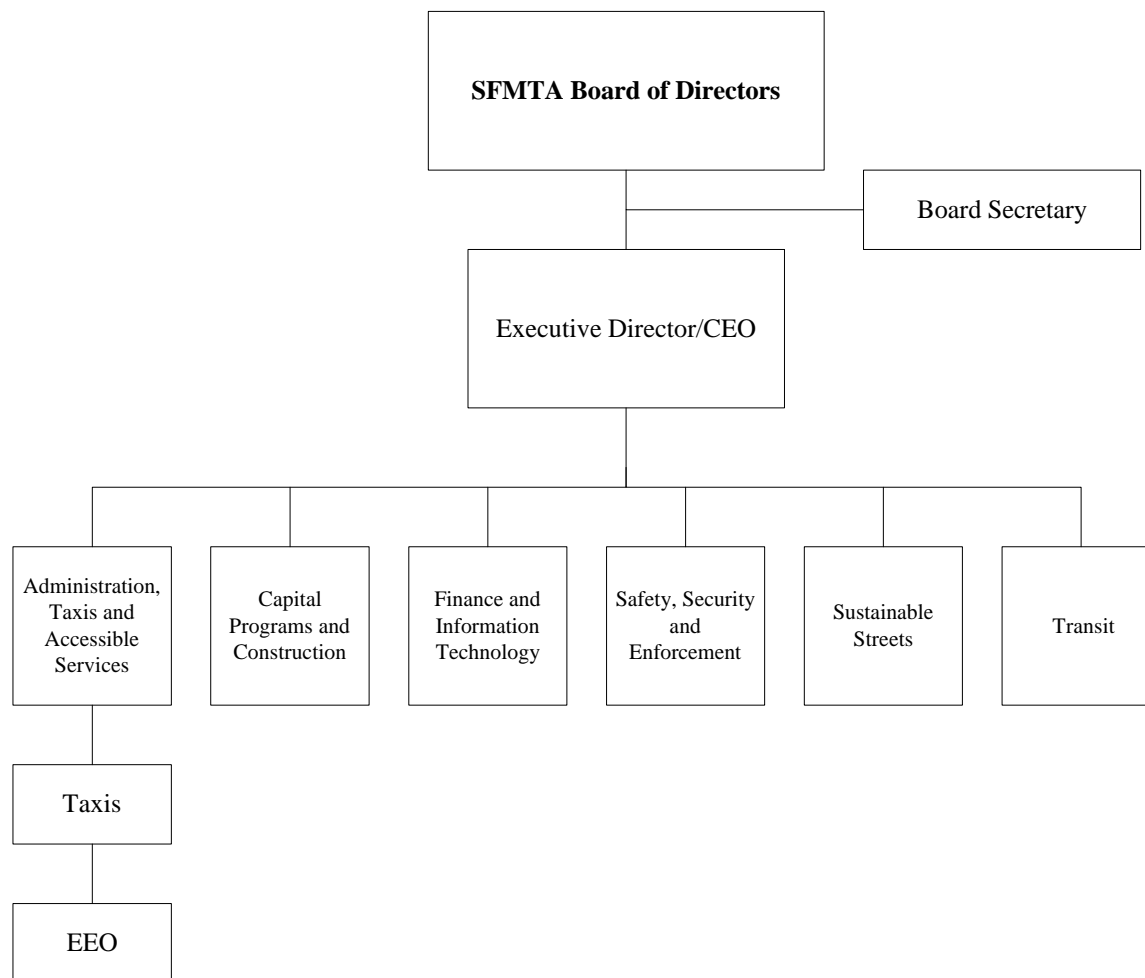 SFMTA Board of Directors
Board Secretary
Executive Director/CEO
Administration,
Taxis and
Accessible
Services
Capital
Programs and
Construction
Finance and
Information
Technology
Safety, Security
and
Enforcement
Sustainable
Streets
Transit
Taxis
EEO